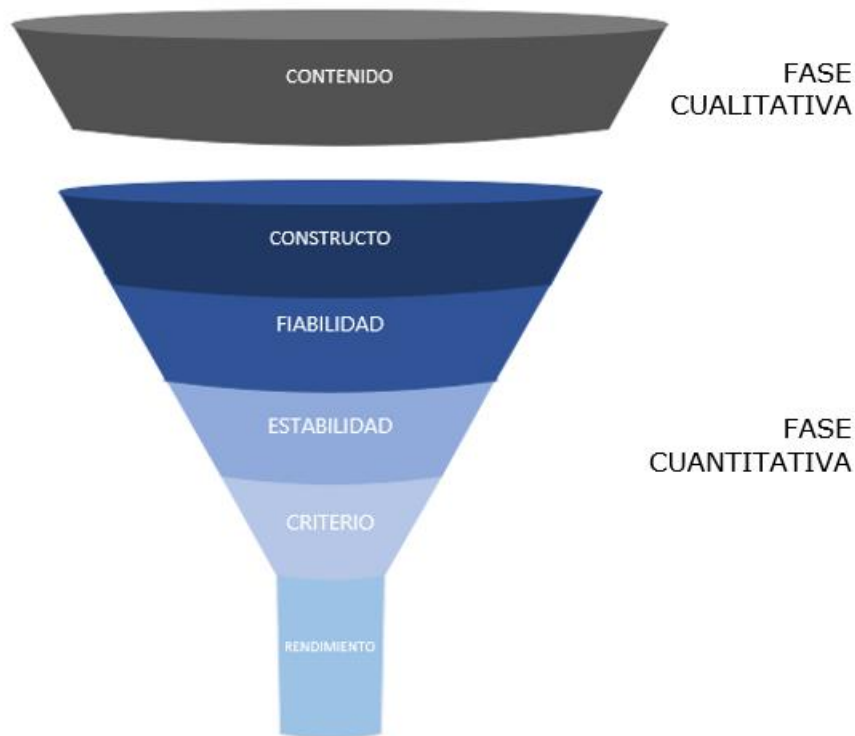 CONTENIDO
FASE
CUALITATIVA
CONSTRUCTO
FIABILIDAD
ESTABILIDAD
FASE
CUANTITATIVA
CRITERIO
RENDIMIENTO